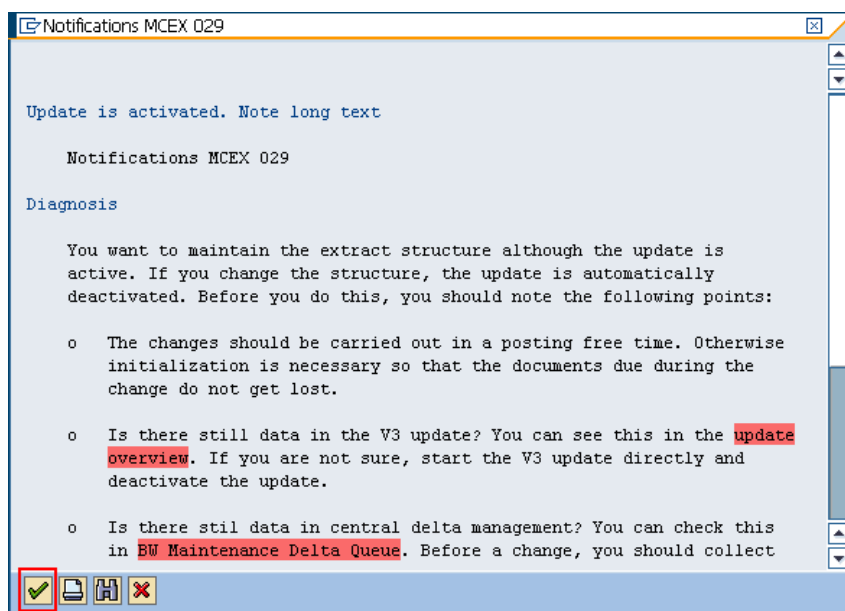 Notifications MCEX 029
Update is activated. Note long text
Notifications MCEX 029
Diagnosis
You want to maintain the extract structure although the update is
active. If you change the structure, the update is automatically
deactivated. Before you do this, you should note the following points:
o The changes should be carried out in a posting free time. Otherwise
initialization is necessary so that the documents due during the
change do not get lost.
o Is there still data in the V3 update? You can see this in the update
overview. If you are not sure, start the V3 update directly and
deactivate the update.
o Is there stil data in central delta management? You can check this
in BW Maintenance Delta Queue. Before a change, you should collect